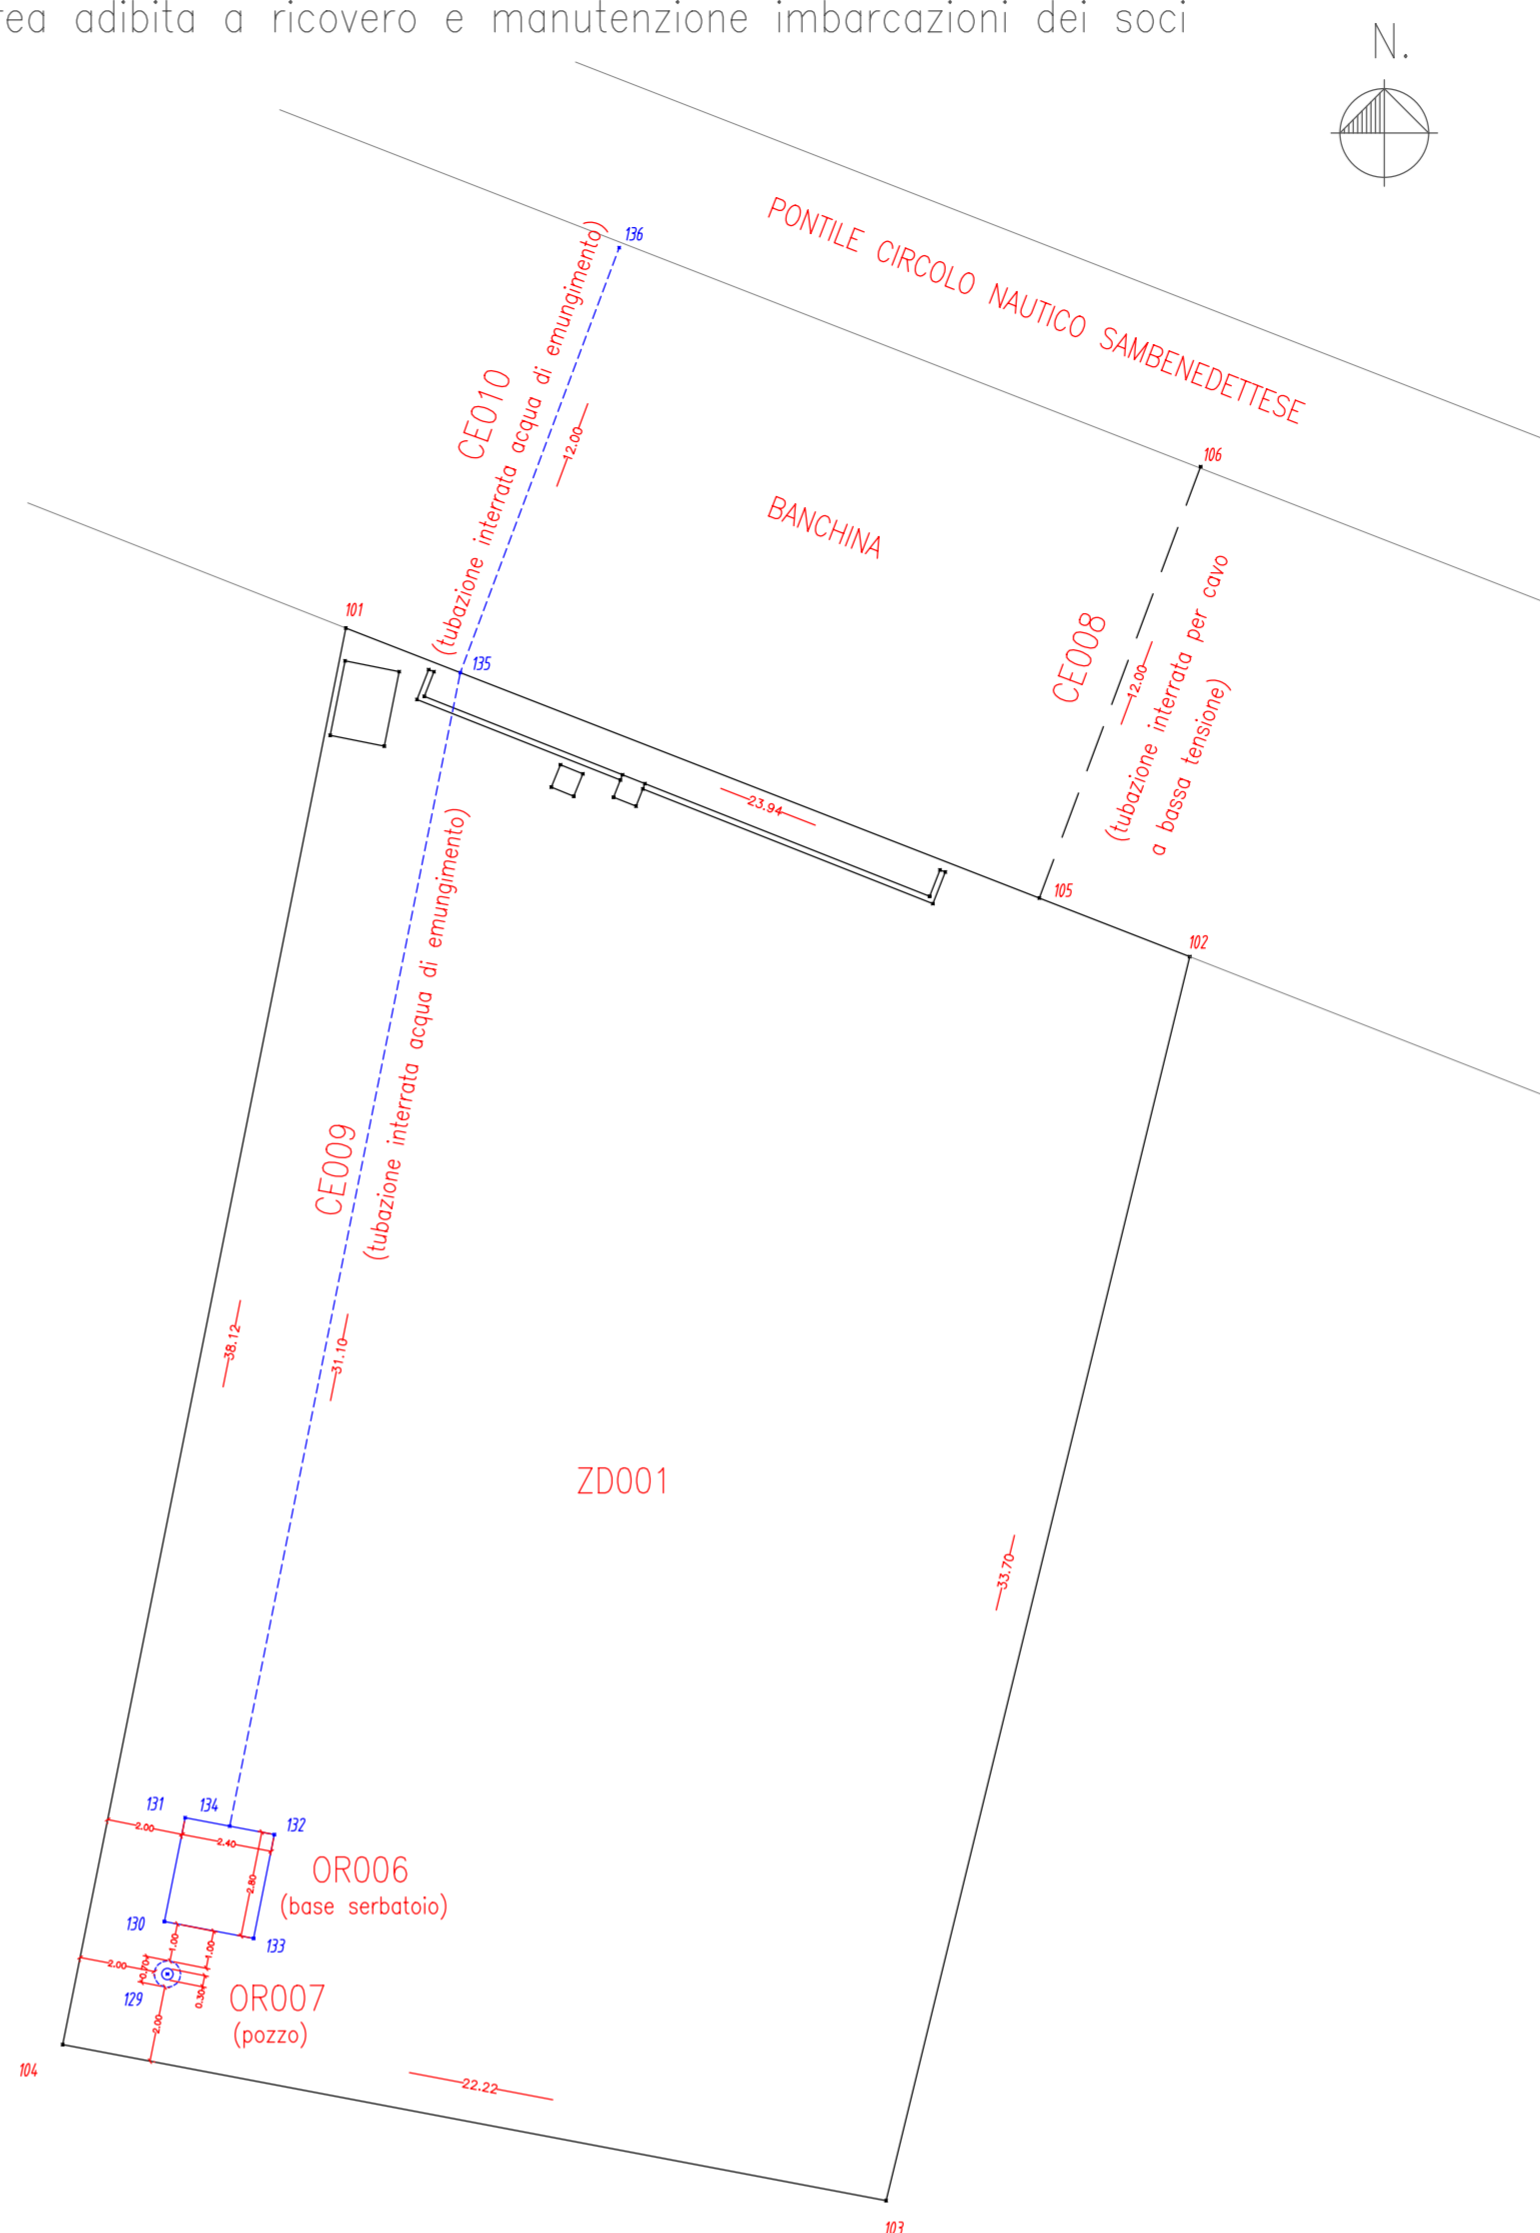 adibita a ricovero e manutenzione imbarcazioni dei soci
N.
PONTILE CIRCOLO NAUTICO SAMBENEDETTESE
136
CE010
(tubazione interrata acqua di emungimento)
12.00
106
BANCHINA
101
135
CE008
12.00
(tubazione interrata per cavo
a bassa tensione)
23.94
105
102
CE009
(tubazione interrata acqua di emungimento)
38.12
31.10
ZD001
33.70
131
134
132
2.00
2.40
2.80
OR006
(base serbatoio)
130
133
1.00
1.00
2.00
0.70
0.30
129
OR007
(pozzo)
2.00
104
22.22
103